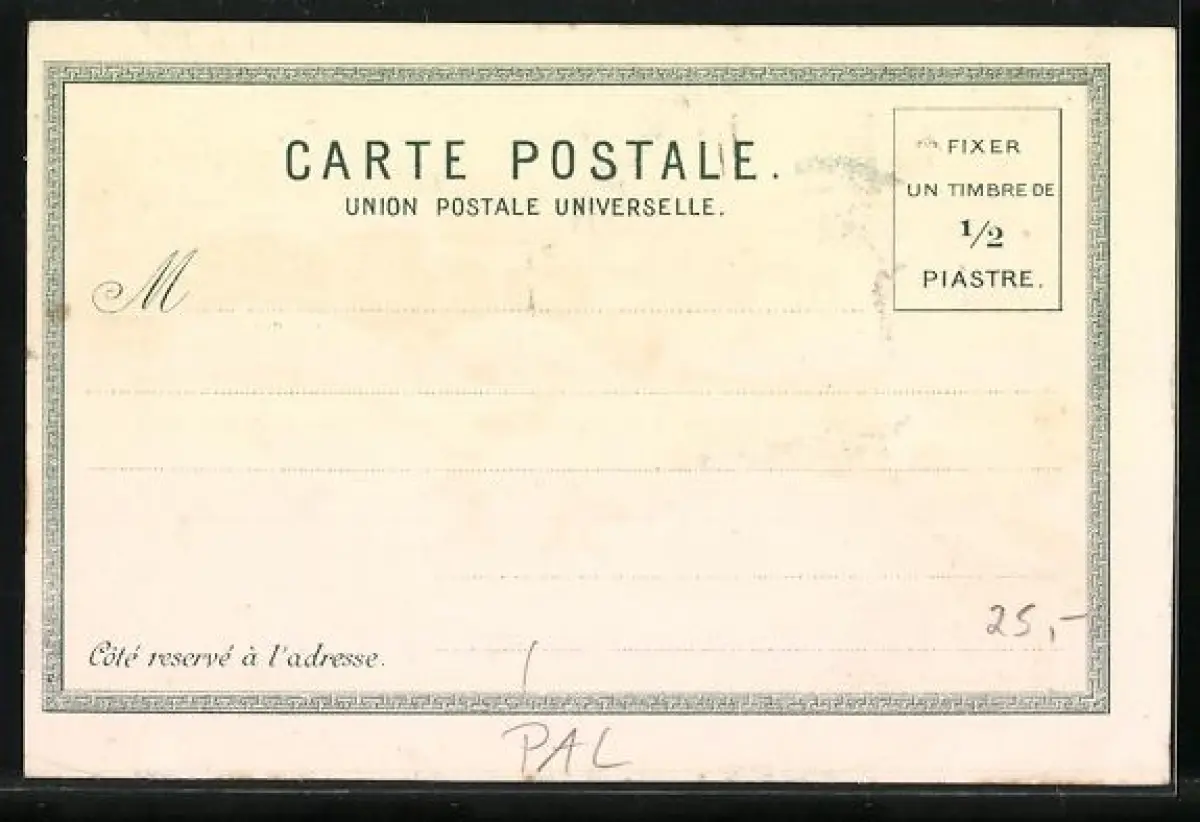 CARTE POSTALE.
UNION POSTALE UNIVERSELLE.
FIXER
UN TIMBRE DE
1/2
PIASTRE.
M
Côté reservé à l'adresse.
25,-
PAL